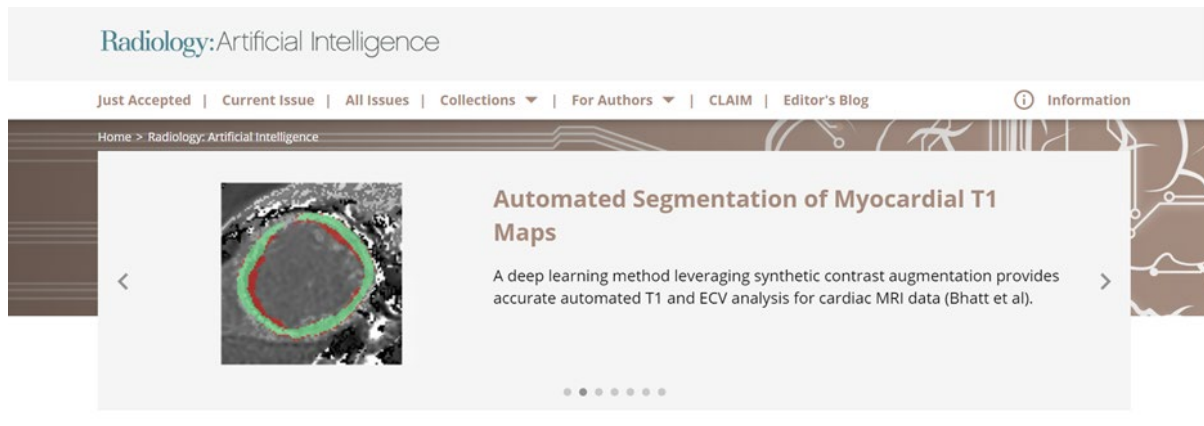 Radiology: Artificial Intelligence
Just Accepted | Current Issue | All Issues | Collections ▼ | For Authors ▼ | CLAIM | Editor's Blog
Information
Home > Radiology: Artificial Intelligence
Automated Segmentation of Myocardial T1
Maps
A deep learning method leveraging synthetic contrast augmentation provides
accurate automated T1 and ECV analysis for cardiac MRI data (Bhatt et al).